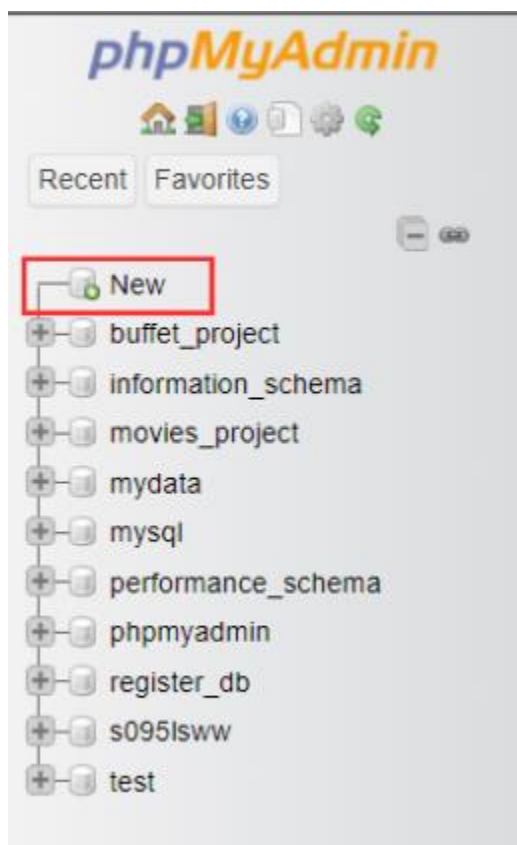 phpMyAdmin
Recent Favorites
New
buffet_project
information_schema
movies_project
mydata
mysql
performance_schema
phpmyadmin
register_db
s095lsww
test